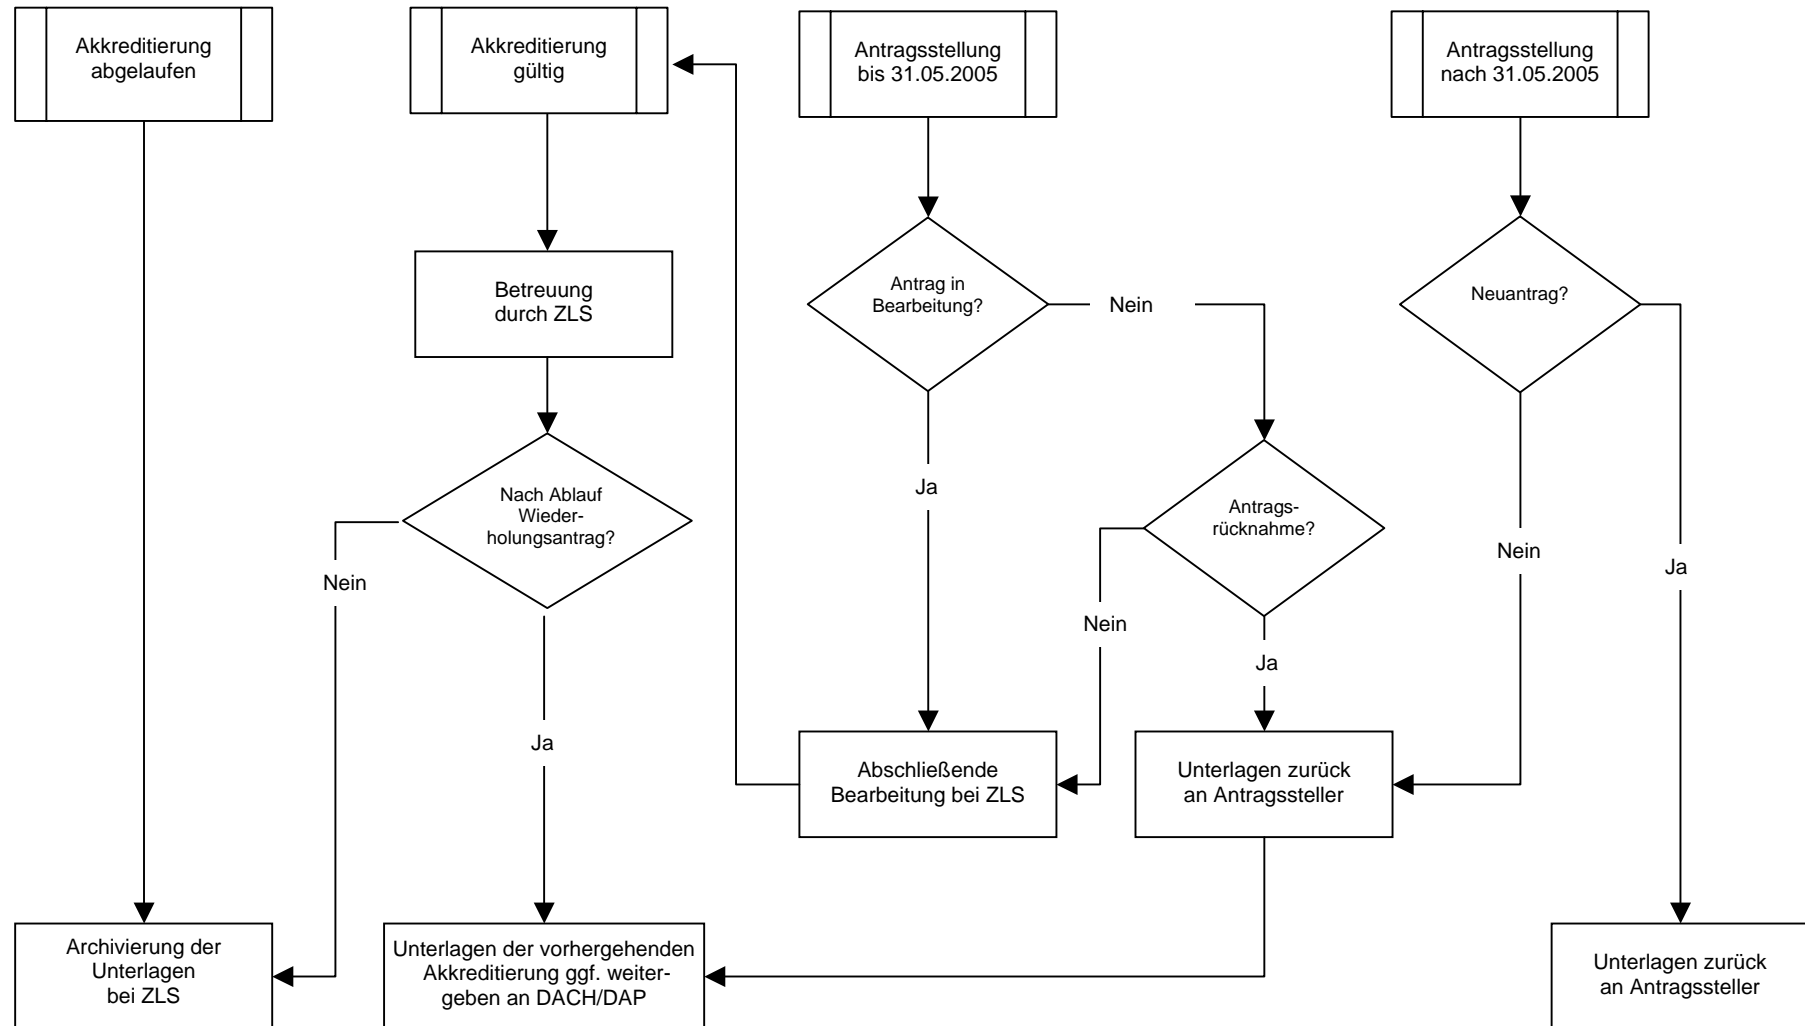 Akkreditierung
abgelaufen
Akkreditierung
gültig
Antragsstellung
bis 31.05.2005
Antragsstellung
nach 31.05.2005
Betreuung
durch ZLS
Antrag in
Bearbeitung?
Nein
Neuantrag?
Nach Ablauf
Wieder-
holungsantrag?
Ja
Antrags-
rücknahme?
Nein
Nein
Ja
Nein
Ja
Ja
Abschließende
Bearbeitung bei ZLS
Unterlagen zurück
an Antragssteller
Archivierung der
Unterlagen
bei ZLS
Unterlagen der vorhergehenden
Akkreditierung ggf. weiter-
geben an DACH/DAP
Unterlagen zurück
an Antragssteller